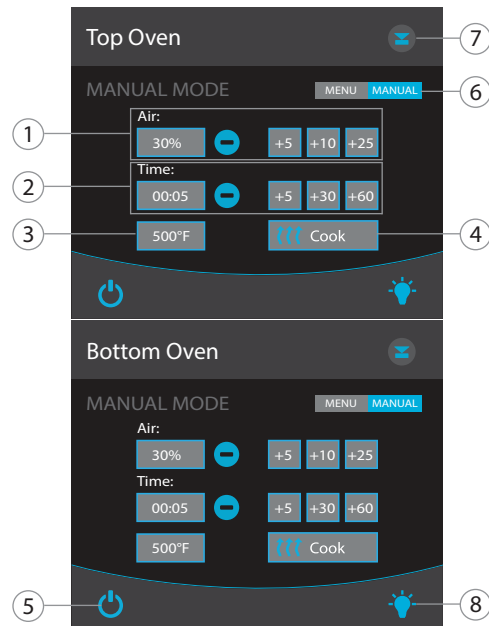 Top Oven
7
MANUAL MODE
MENU MANUAL
6
Air:
1
30% +5 +10 +25
Time:
2
00:05 +5 +30 +60
3
500°F Cook
4
Bottom Oven
MANUAL MODE
MENU MANUAL
Air:
30% +5 +10 +25
Time:
00:05 +5 +30 +60
500°F Cook
5
8